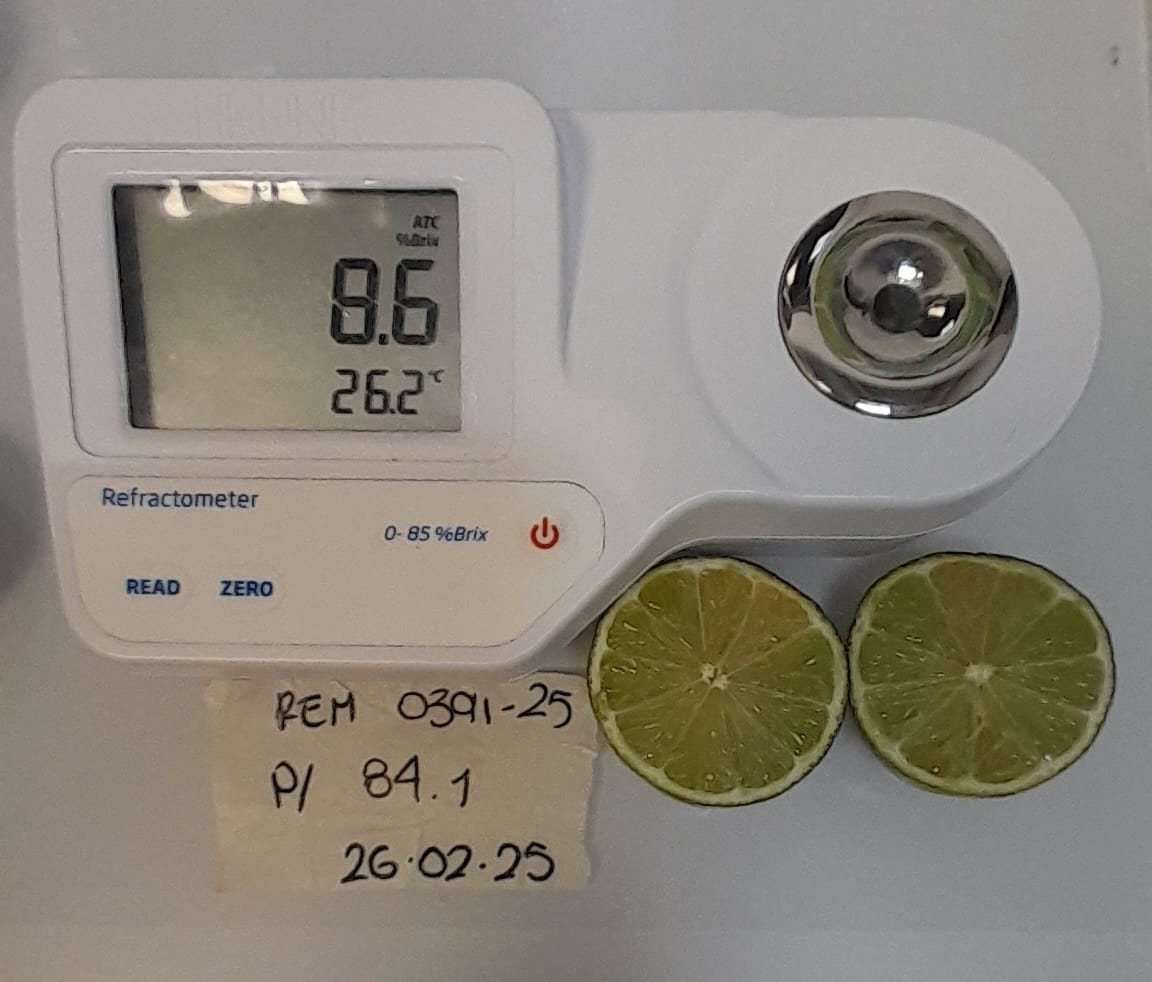 ATC
%Brix
8.6
26.2°C
Refractometer
0-85 %Brix
READ ZERO
REM 0391-25
P/ 84.1
26.02.25